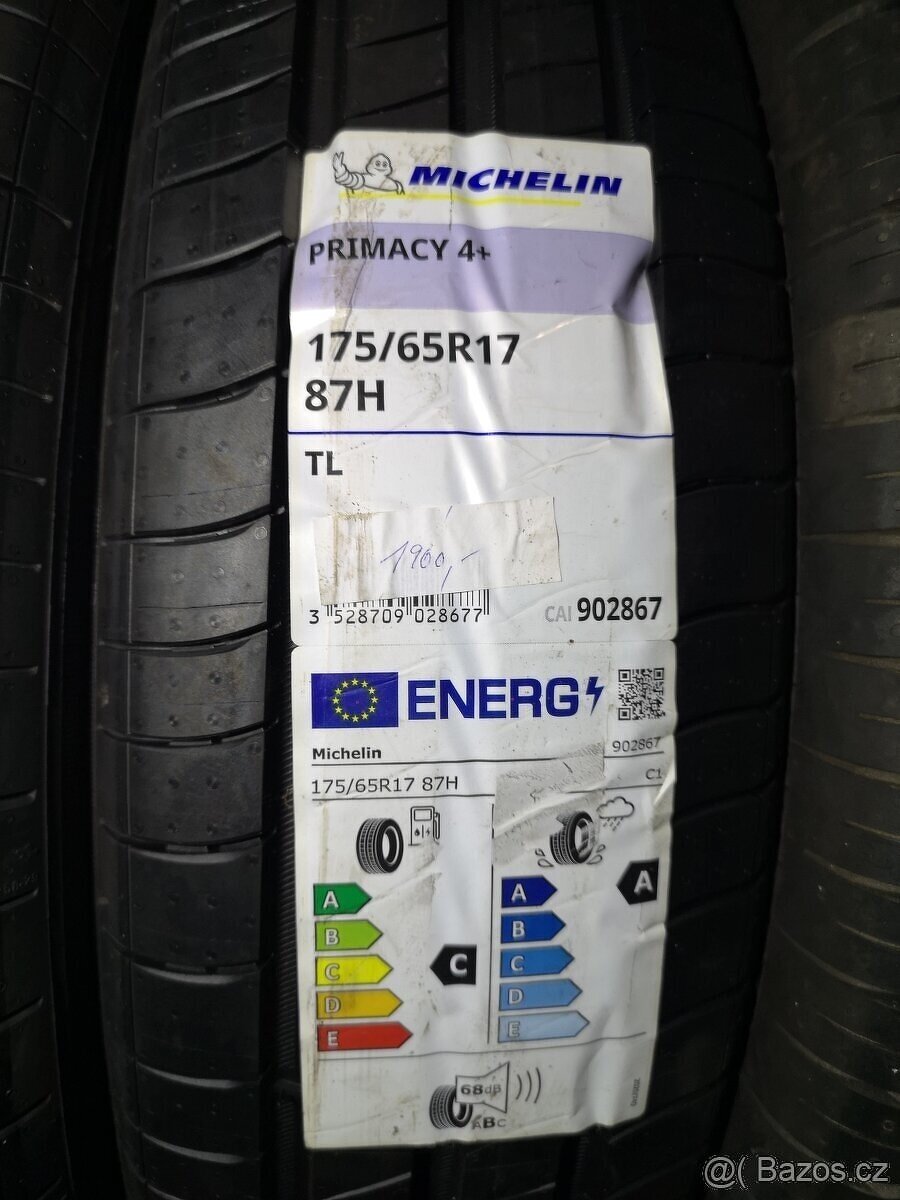 MICHELIN
PRIMACY 4+
175/65R17
87H
TL
1900,-
3 528709 028677
CAI 902867
ENERG
Michelin
902867
175/65R17 87H
C1
A
B
C
D
E
C
A
B
C
D
E
A
68dB
ABC
@( Bazos.cz